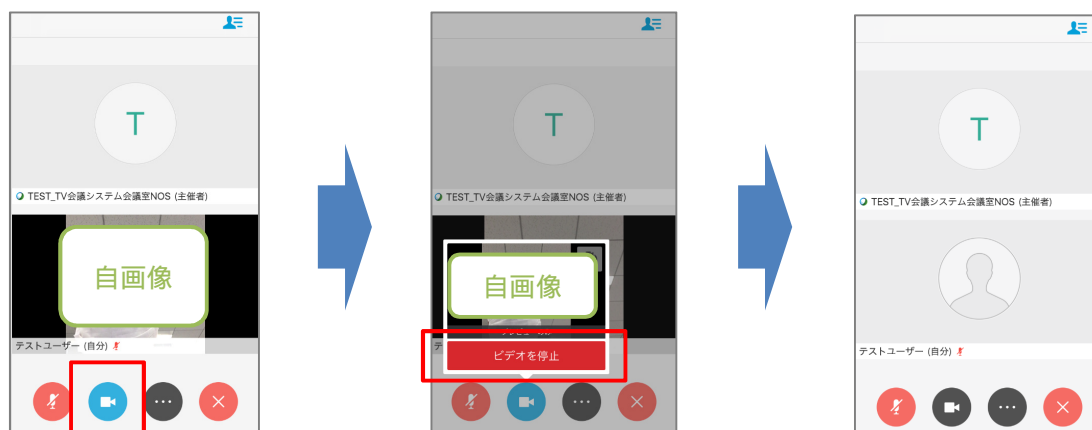 T
TEST_TV会議システム会議室NOS (主催者)
自画像
テストユーザー (自分)
T
TEST_TV会議システム会議室NOS (主催者)
自画像
テ
ビデオを停止
T
TEST_TV会議システム会議室NOS (主催者)
テストユーザー (自分)